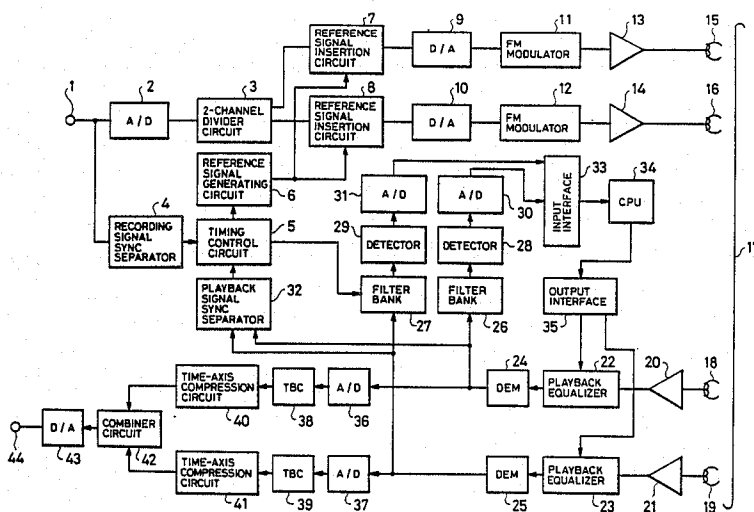 7
9
11
13
15
REFERENCE
SIGNAL
INSERTION
CIRCUIT
D/A
FM
MODULATOR
1
2
3
8
10
12
14
16
A/D
2-CHANNEL
DIVIDER
CIRCUIT
REFERENCE
SIGNAL
INSERTION
CIRCUIT
D/A
FM
MODULATOR
REFERENCE
SIGNAL
GENERATING
CIRCUIT
6
31
A/D
A/D
30
33
INPUT
INTERFACE
34
CPU
4
5
29
RECORDING
SIGNAL
SYNC
SEPARATOR
TIMING
CONTROL
CIRCUIT
DETECTOR
DETECTOR
28
17
PLAYBACK
SIGNAL
SYNC
SEPARATOR
32
FILTER
BANK
27
FILTER
BANK
26
OUTPUT
INTERFACE
35
24
22
20
18
TIME-AXIS
COMPRESSION
CIRCUIT
40
TBC
38
A/D
36
DEM
PLAYBACK
EQUALIZER
D/A
43
COMBINER
CIRCUIT
42
44
TIME-AXIS
COMPRESSION
CIRCUIT
41
TBC
39
A/D
37
DEM
25
PLAYBACK
EQUALIZER
23
21
19